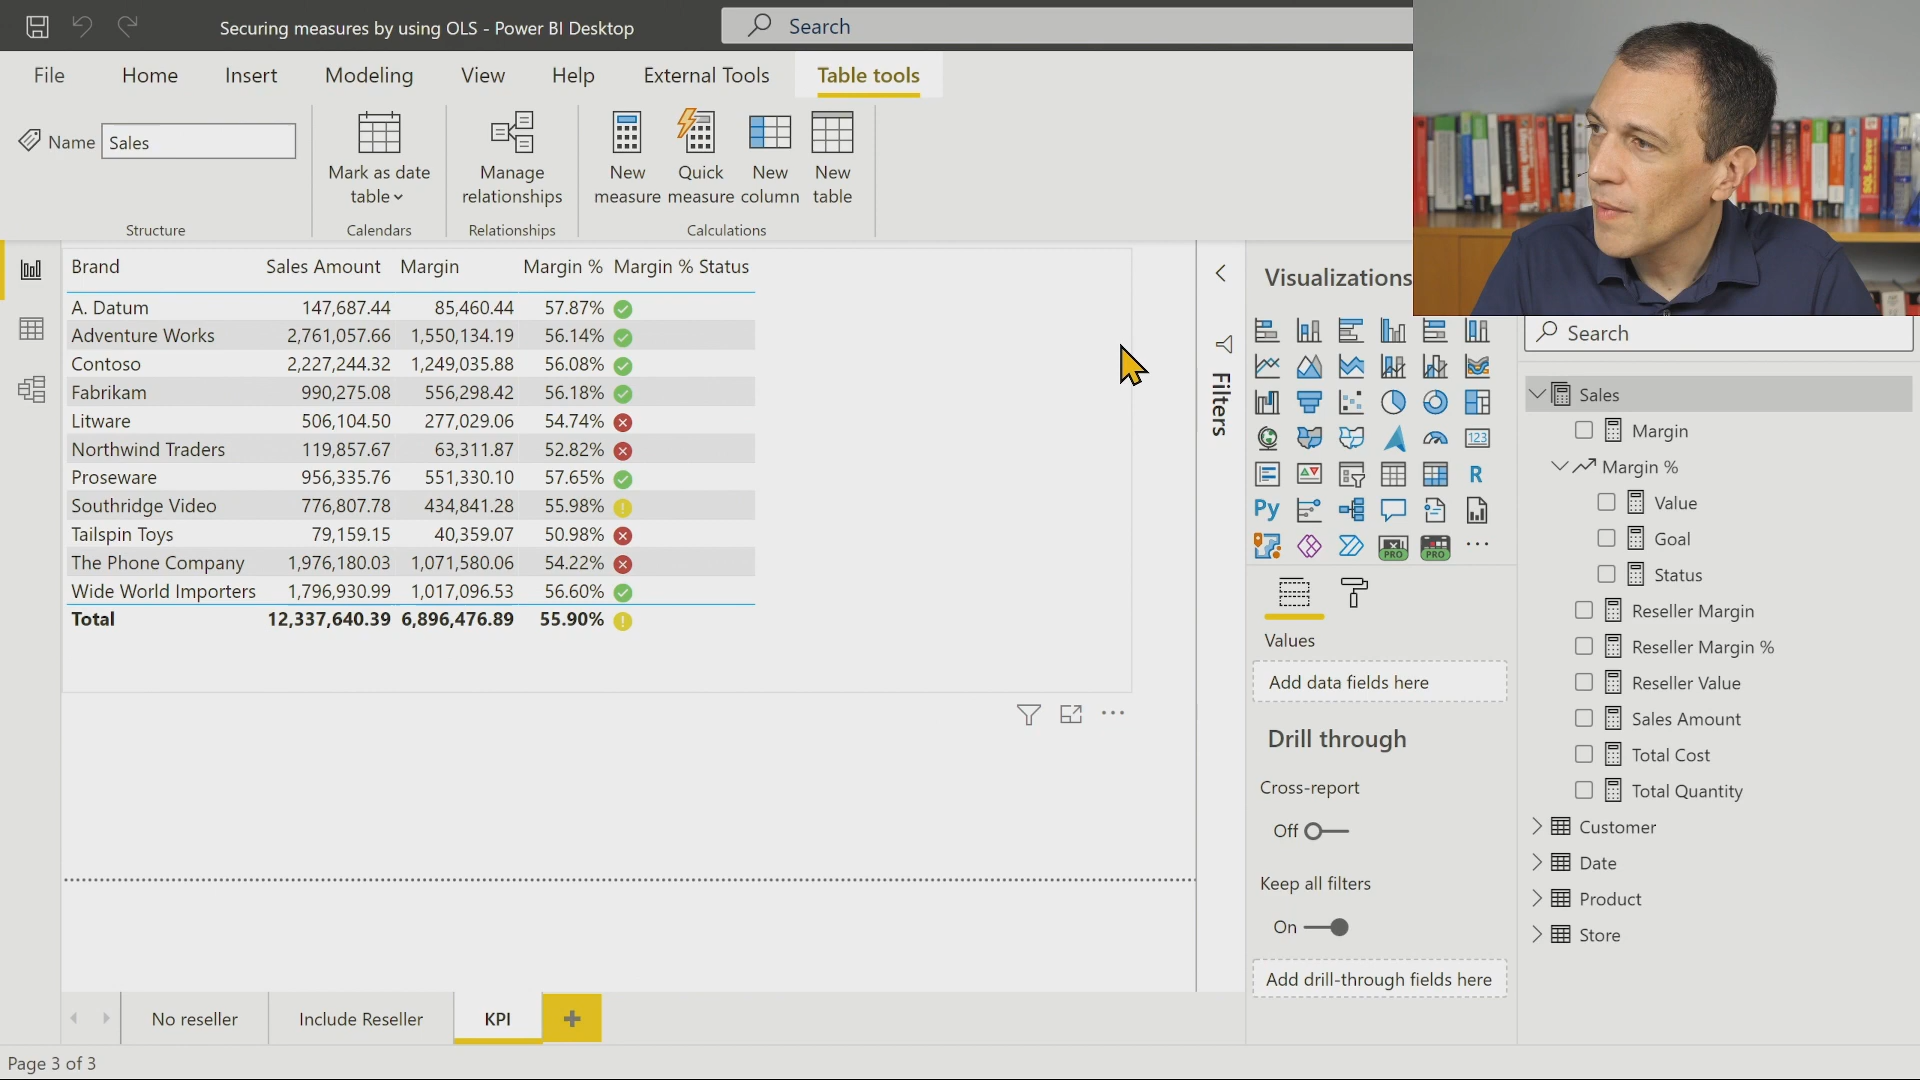 Securing measures by using OLS - Power BI Desktop
Search
File Home Insert Modeling View Help External Tools Table tools
Name Sales
Mark as date table
Manage relationships
New measure
Quick measure
New column
New table
Structure Calendars Relationships Calculations
Brand Sales Amount Margin Margin % Margin % Status
A. Datum 147,687.44 85,460.44 57.87%
Adventure Works 2,761,057.66 1,550,134.19 56.14%
Contoso 2,227,244.32 1,249,035.88 56.08%
Fabrikam 990,275.08 556,298.42 56.18%
Litware 506,104.50 277,029.06 54.74%
Northwind Traders 119,857.67 63,311.87 52.82%
Proseware 956,335.76 551,330.10 57.65%
Southridge Video 776,807.78 434,841.28 55.98%
Tailspin Toys 79,159.15 40,359.07 50.98%
The Phone Company 1,976,180.03 1,071,580.06 54.22%
Wide World Importers 1,796,930.99 1,017,096.53 56.60%
Total 12,337,640.39 6,896,476.89 55.90%
Filters
Visualizations
123
R
Py
PRO PRO
Values
Add data fields here
Drill through
Cross-report
Off
Keep all filters
On
Add drill-through fields here
SQL Server
Search
Sales
Margin
Margin %
Value
Goal
Status
Reseller Margin
Reseller Margin %
Reseller Value
Sales Amount
Total Cost
Total Quantity
Customer
Date
Product
Store
No reseller Include Reseller KPI +
Page 3 of 3